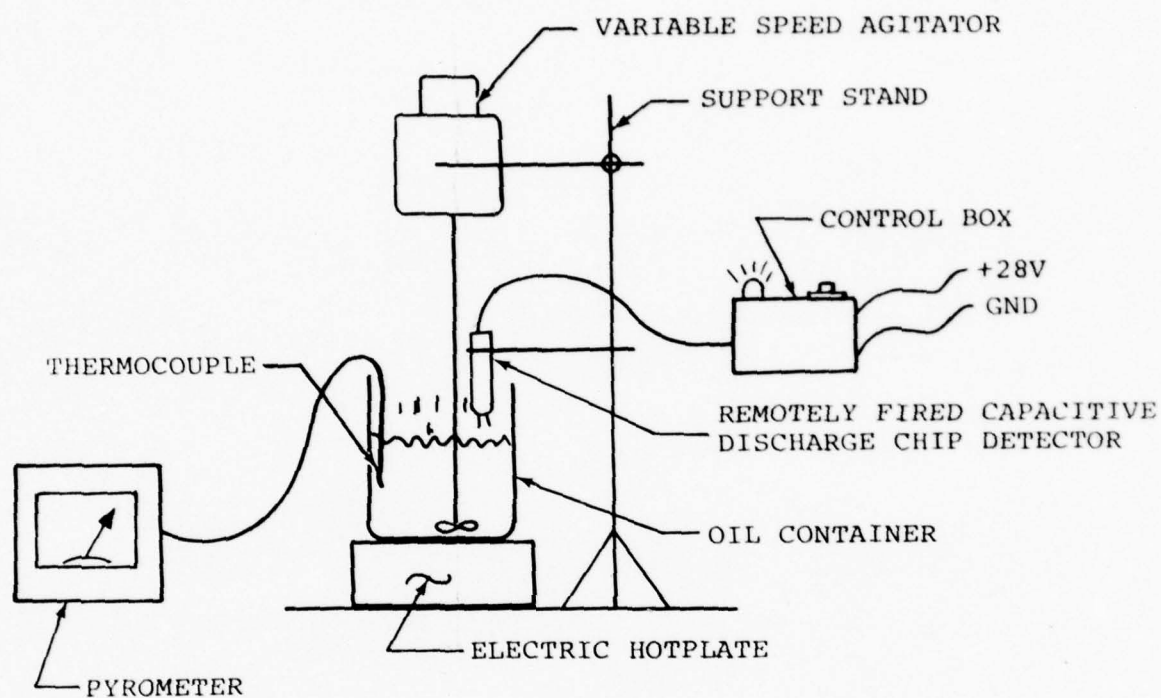 VARIABLE SPEED AGITATOR
SUPPORT STAND
CONTROL BOX
+28V
GND
THERMOCOUPLE
REMOTELY FIRED CAPACITIVE
DISCHARGE CHIP DETECTOR
OIL CONTAINER
ELECTRIC HOTPLATE
PYROMETER